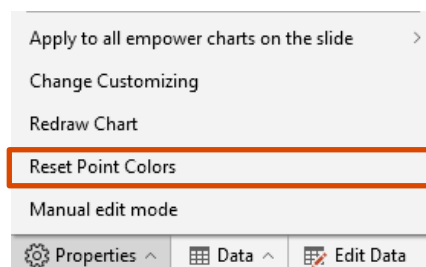 Apply to all empower charts on the slide
Change Customizing
Redraw Chart
Reset Point Colors
Manual edit mode
Properties Data Edit Data